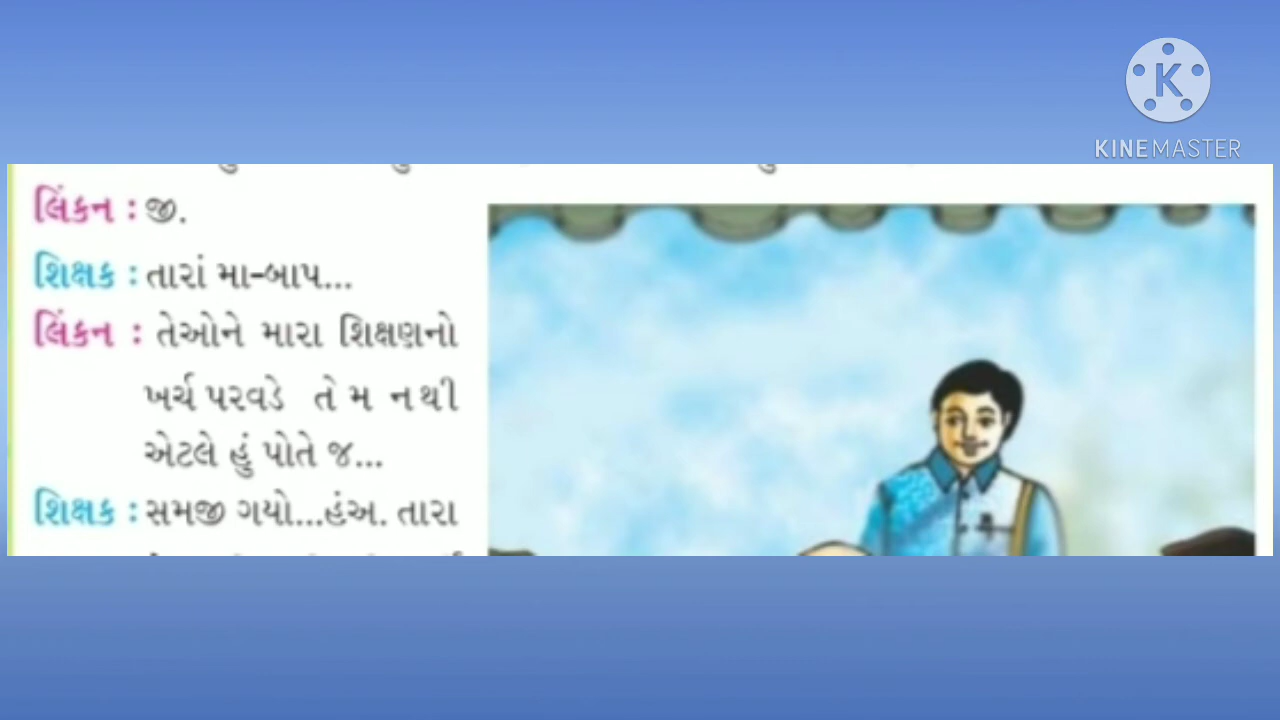 KINEMASTER
લિંકન : જી.
શિક્ષક : તારાં મા-બાપ...
લિંકન : તેઓને મારા શિક્ષણનો
ખર્ચ પરવડે તેમ નથી
એટલે હું પોતે જ...
શિક્ષક : સમજી ગયો...હંઅ. તારા